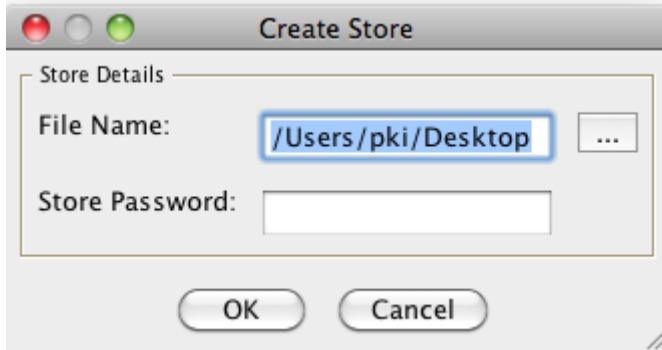 Create Store
Store Details
File Name: /Users/pki/Desktop ...
Store Password:
OK Cancel